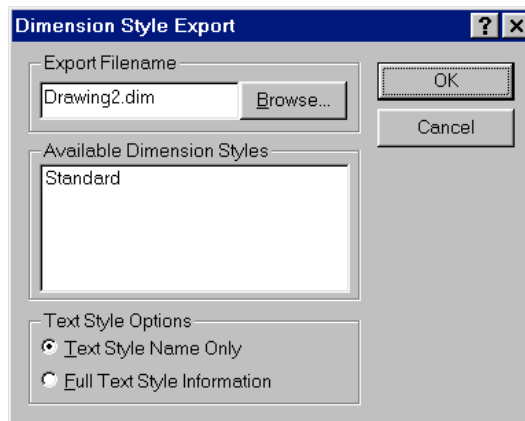 Dimension Style Export
Export Filename
Drawing2.dim
Browse...
OK
Cancel
Available Dimension Styles
Standard
Text Style Options
Text Style Name Only
Full Text Style Information